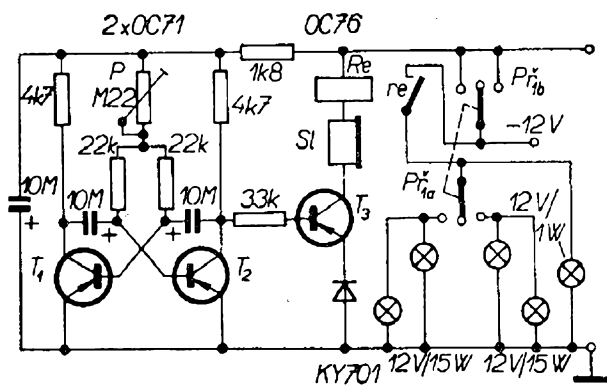 2xOC71
OC76
P
M22
4k7
1k8
4k7
Re
re
Př1b
-12V
22k
22k
Sl
10M
+
10M
+
10M
+
33k
T3
Př1a
12V/
1W
T1
T2
12V/15W
12V/15W
KY701